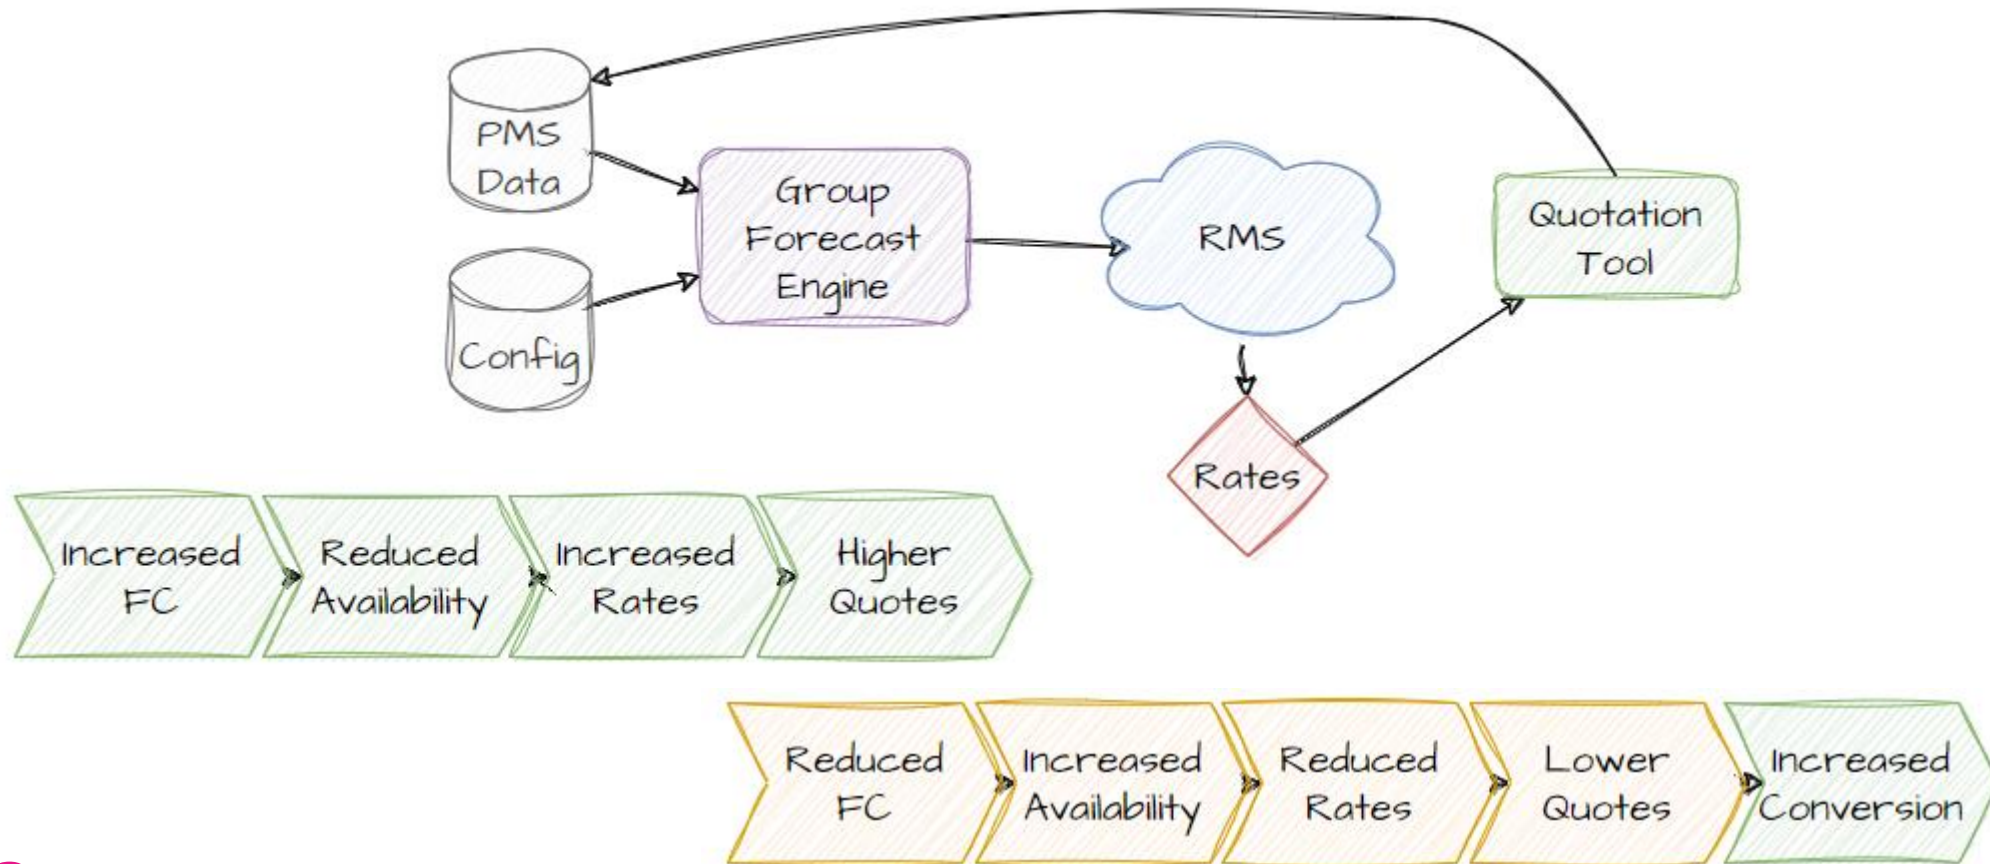 PMS
Data
Group
Forecast
Engine
RMS
Quotation
Tool
Config
Rates
Increased
FC
Reduced
Availability
Increased
Rates
Higher
Quotes
Reduced
FC
Increased
Availability
Reduced
Rates
Lower
Quotes
Increased
Conversion